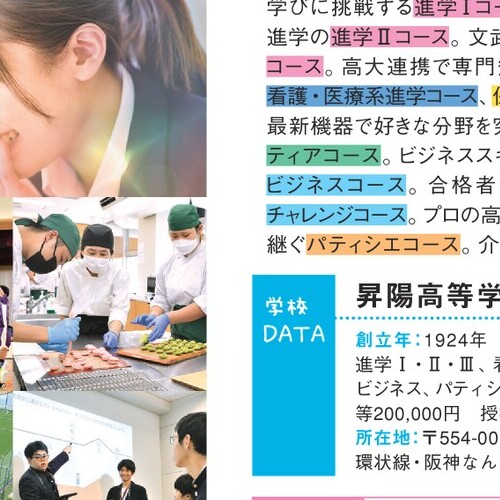 学びに挑戦する進学Ⅰコー
進学の進学Ⅱコース。文武
コース。高大連携で専門
看護・医療系進学コース、
最新機器で好きな分野を
ティアコース。ビジネスス
ビジネスコース。合格者
チャレンジコース。プロの高
継ぐパティシエコース。介
学校
DATA
昇陽高等学
創立年：1924年
進学Ⅰ・Ⅱ・Ⅲ、
ビジネス、パティシ
等200,000円 授
所在地：〒554-00
環状線・阪神なん